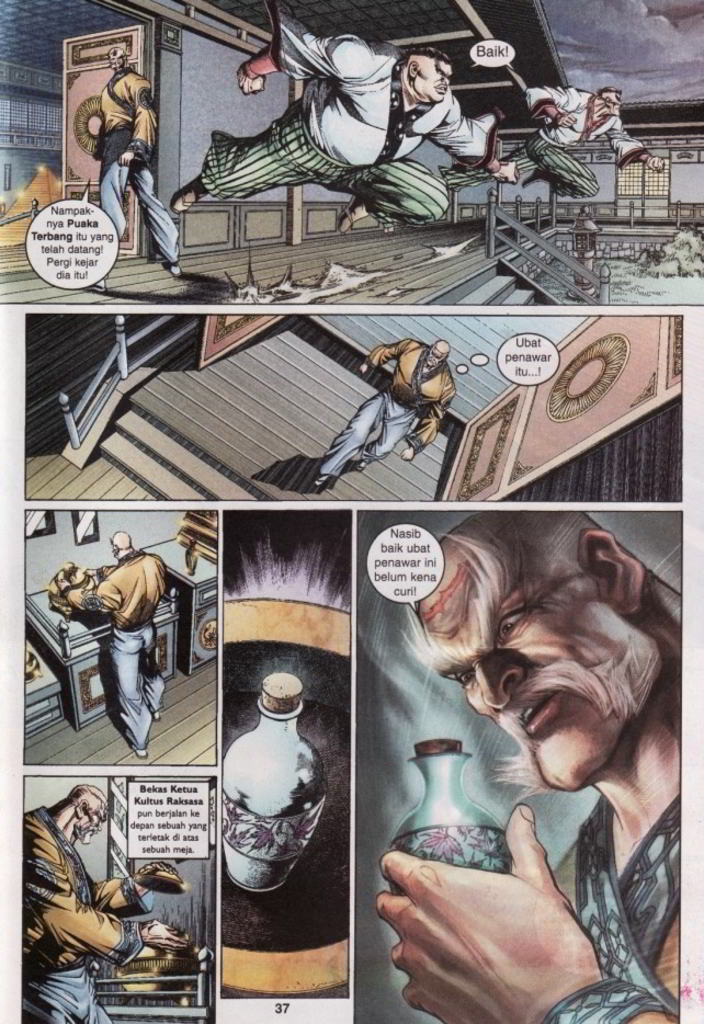 Baik!
Nampak-
nya Puaka
Terbang itu yang
telah datang!
Pergi kejar
dia itu!
Ubat
penawar
itu...!
Nasib
baik ubat
penawar ini
belum kena
curi!
Bekas Ketua
Kultus Raksasa
pun berjalan ke
depan sebuah yang
terletak di atas
sebuah meja.
37